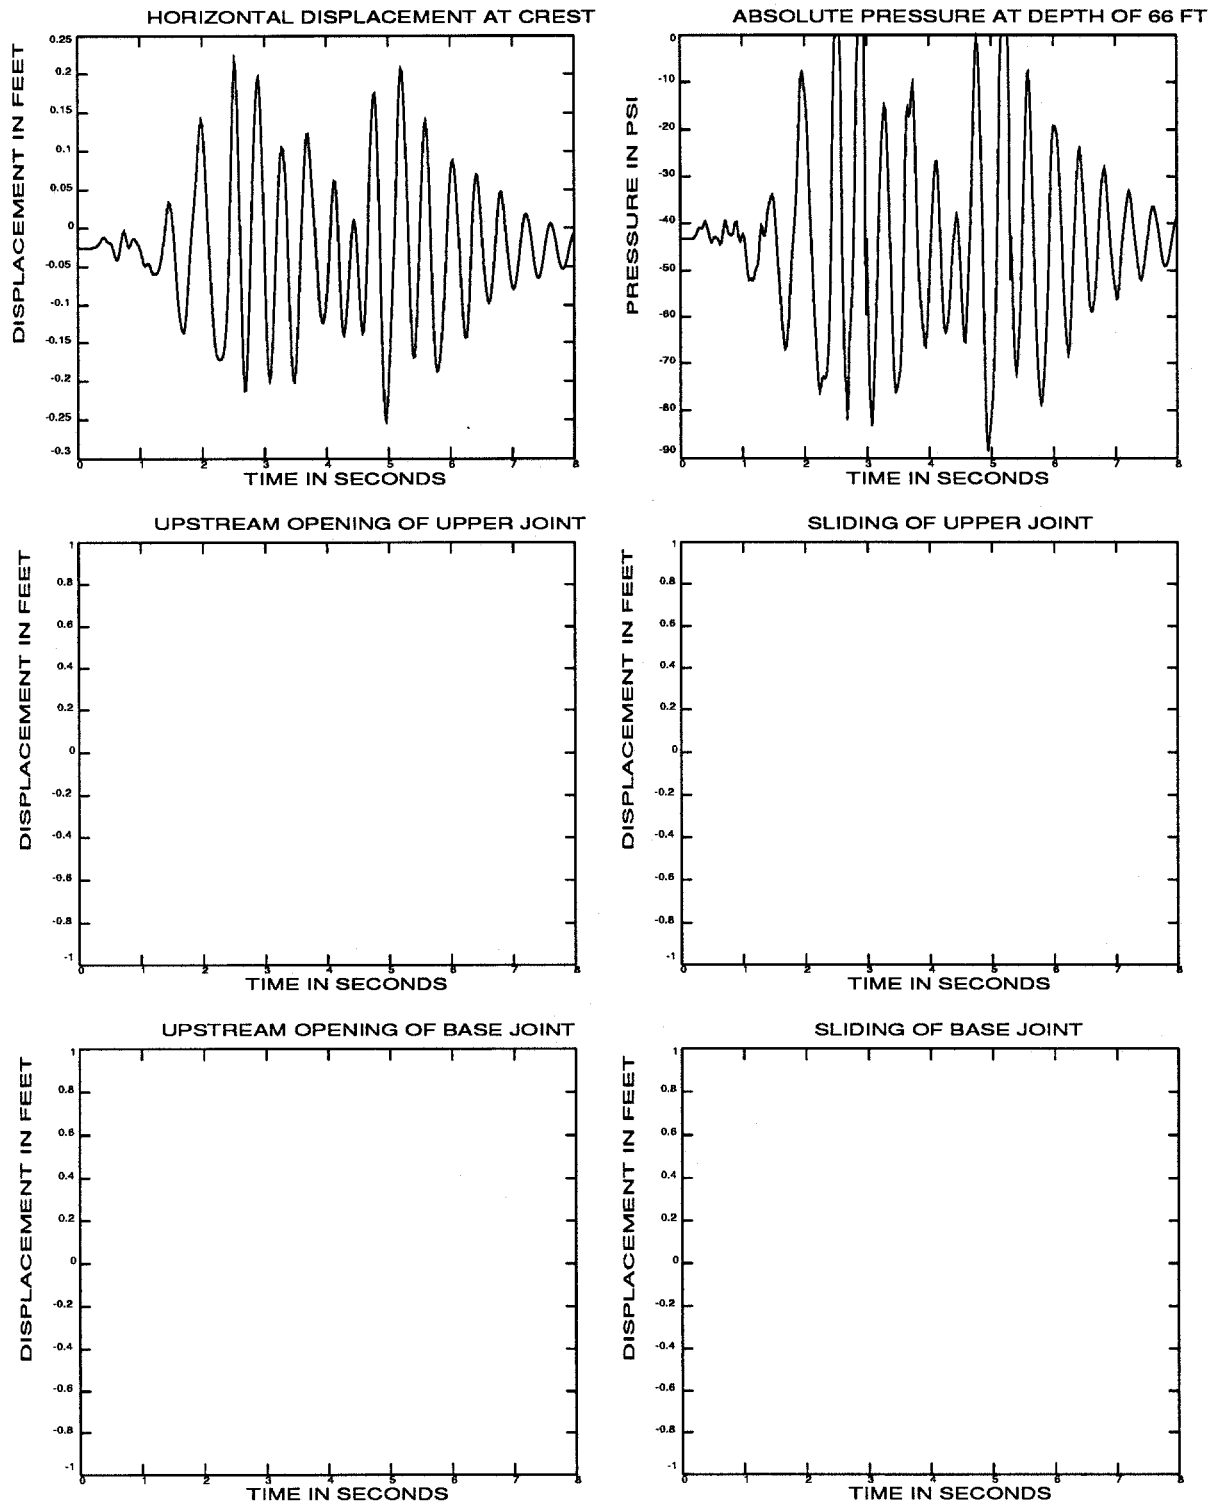 HORIZONTAL DISPLACEMENT AT CREST
DISPLACEMENT IN FEET
0.25
0.2
0.15
0.1
0.05
0
-0.05
-0.1
-0.15
-0.2
-0.25
-0.3
0 1 2 3 4 5 6 7 8
TIME IN SECONDS
ABSOLUTE PRESSURE AT DEPTH OF 66 FT
PRESSURE IN PSI
0
-10
-20
-30
-40
-50
-60
-70
-80
-90
0 1 2 3 4 5 6 7 8
TIME IN SECONDS
UPSTREAM OPENING OF UPPER JOINT
DISPLACEMENT IN FEET
1
0.8
0.6
0.4
0.2
0
-0.2
-0.4
-0.6
-0.8
-1
0 1 2 3 4 5 6 7 8
TIME IN SECONDS
SLIDING OF UPPER JOINT
DISPLACEMENT IN FEET
1
0.8
0.6
0.4
0.2
0
-0.2
-0.4
-0.6
-0.8
-1
0 1 2 3 4 5 6 7 8
TIME IN SECONDS
UPSTREAM OPENING OF BASE JOINT
DISPLACEMENT IN FEET
1
0.8
0.6
0.4
0.2
0
-0.2
-0.4
-0.6
-0.8
-1
0 1 2 3 4 5 6 7 8
TIME IN SECONDS
SLIDING OF BASE JOINT
DISPLACEMENT IN FEET
1
0.8
0.6
0.4
0.2
0
-0.2
-0.4
-0.6
-0.8
-1
0 1 2 3 4 5 6 7 8
TIME IN SECONDS